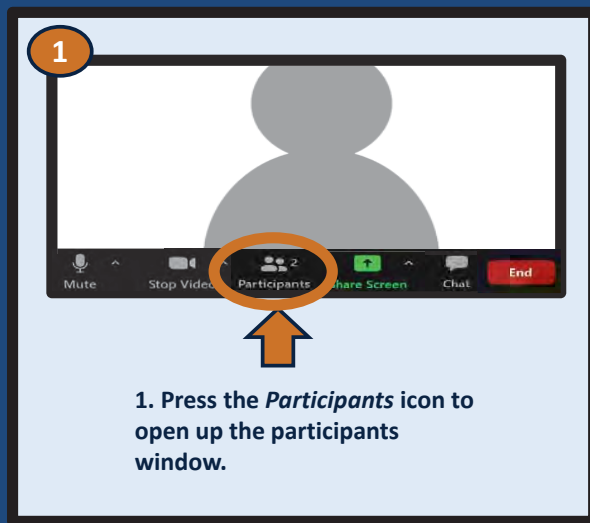 1
2
Mute Stop Video Participants Share Screen Chat End
1. Press the Participants icon to
open up the participants
window.